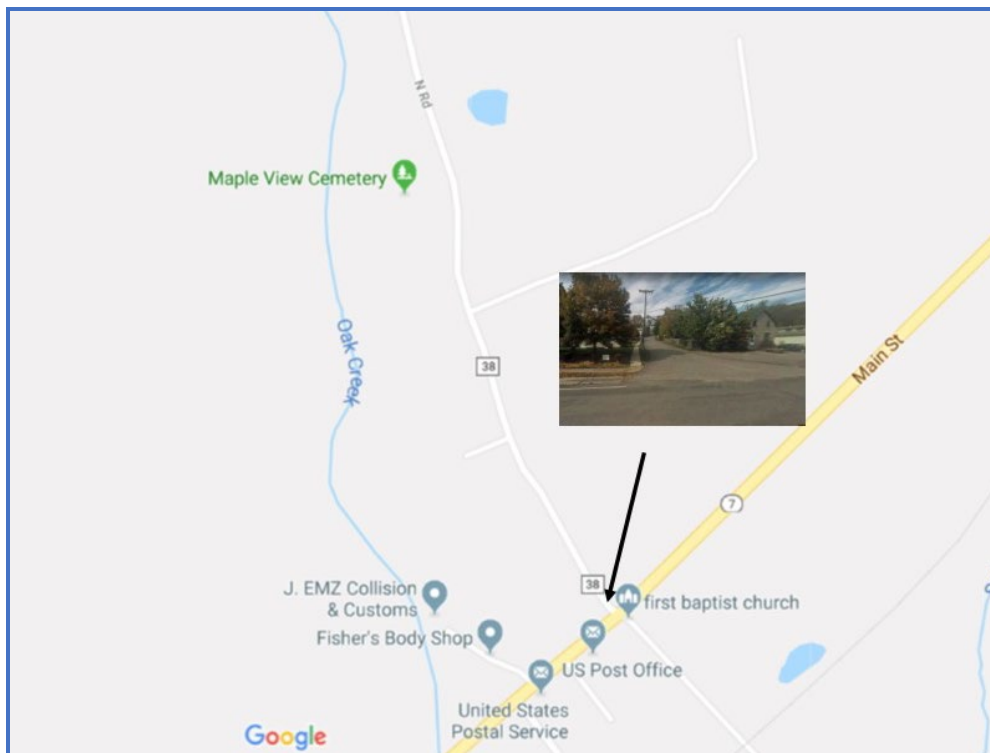 N Rd
Maple View Cemetery
Oak Creek
38
Main St
7
38
J. EMZ Collision
& Customs
first baptist church
Fisher's Body Shop
US Post Office
United States
Postal Service
Google